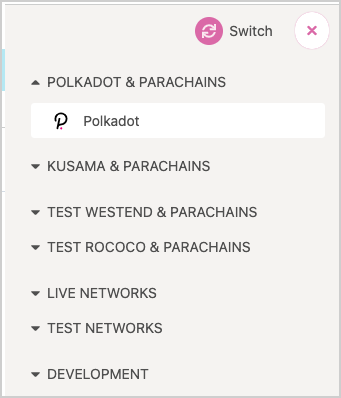 Switch
POLKADOT & PARACHAINS
Polkadot
KUSAMA & PARACHAINS
TEST WESTEND & PARACHAINS
TEST ROCOCO & PARACHAINS
LIVE NETWORKS
TEST NETWORKS
DEVELOPMENT